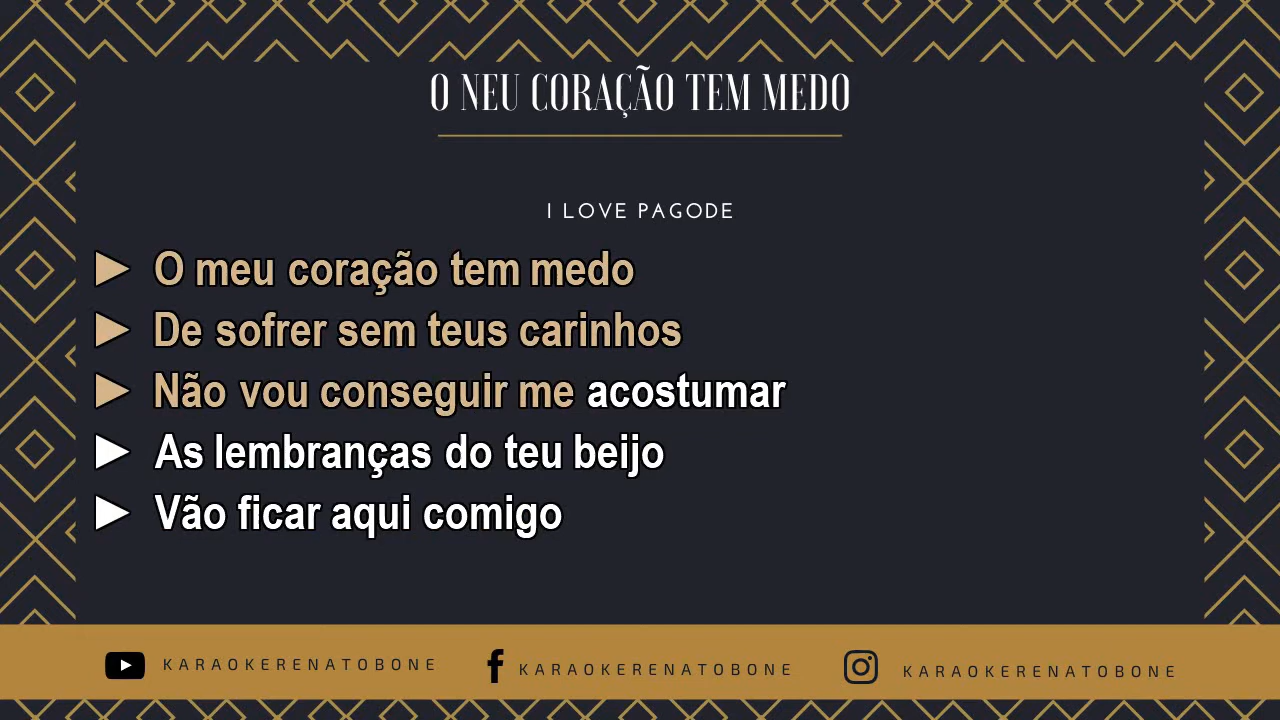 O NEU CORAÇÃO TEM MEDO
I LOVE PAGODE
O meu coração tem medo
De sofrer sem teus carinhos
Não vou conseguir me acostumar
As lembranças do teu beijo
Vão ficar aqui comigo
KARAOKERENATOBONE KARAOKERENATOBONE KARAOKERENATOBONE